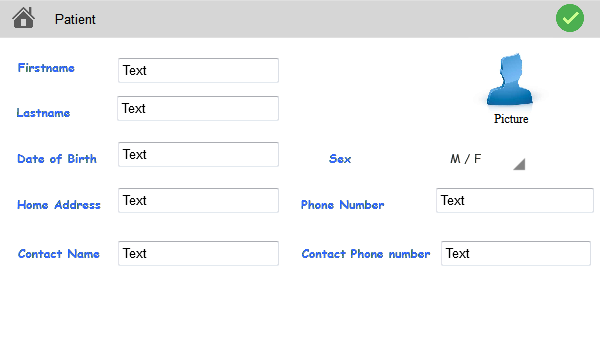 Patient
Firstname Text
Picture
Lastname Text
Date of Birth Text Sex M / F
Home Address Text Phone Number Text
Contact Name Text Contact Phone number Text